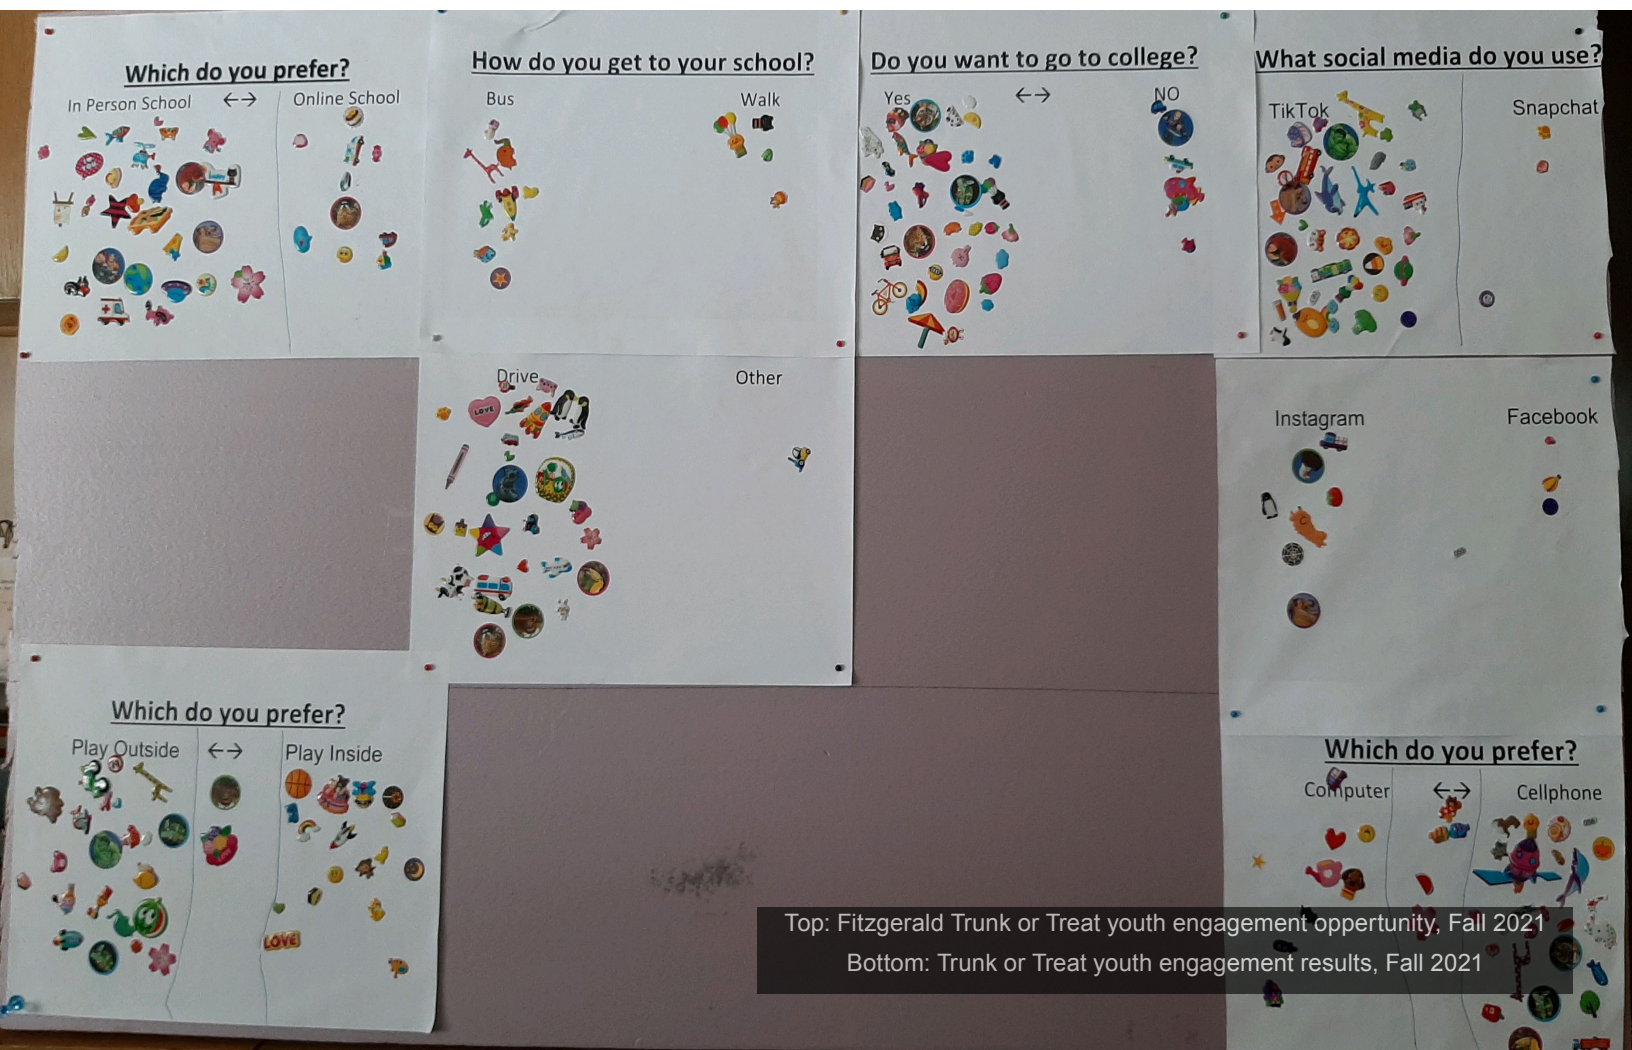 Which do you prefer?
In Person School ←→ Online School
How do you get to your school?
Bus Walk
Drive Other
Do you want to go to college?
Yes ←→ NO
What social media do you use?
TikTok Snapchat
Instagram Facebook
Which do you prefer?
Play Outside ←→ Play Inside
LOVE
LOVE
Which do you prefer?
Computer ←→ Cellphone
Top: Fitzgerald Trunk or Treat youth engagement opportunity, Fall 2021
Bottom: Trunk or Treat youth engagement results, Fall 2021